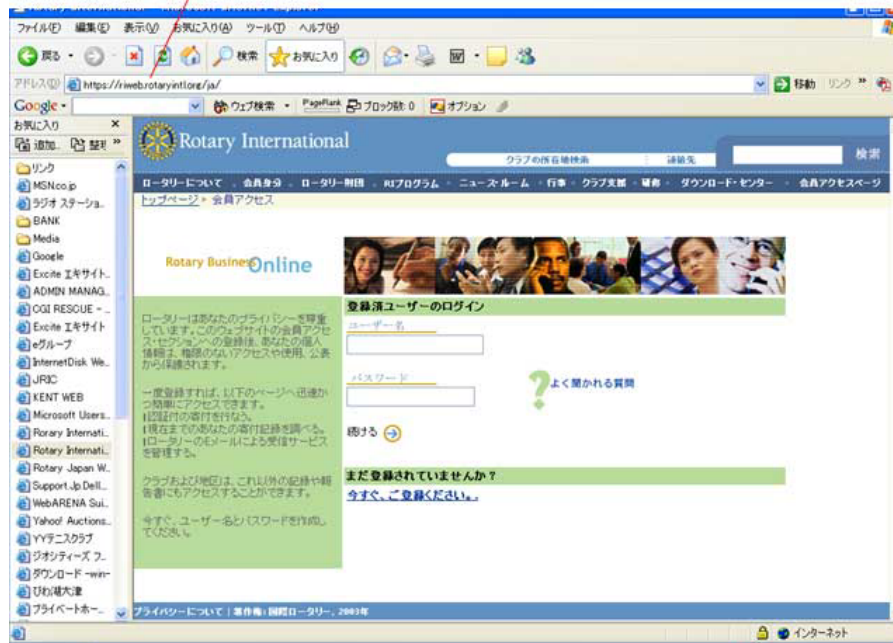 Microsoft Internet Explorer
ファイル(F) 編集(E) 表示(V) お気に入り(A) ツール(T) ヘルプ(H)
戻る 検索 お気に入り
アドレス(D) https://riweb.rotaryintl.org/ja/ 移動 リンク »
Google ウェブ検索 PageRank ブロック数: 0 オプション
お気に入り ×
追加... 整理 »
リンク
MSN.co.jp
ラジオ ステーショ...
BANK
Media
Google
Excite エキサイト...
ADMIN MANAG...
CGI RESCUE - ...
Excite エキサイト
eグループ
InternetDisk We...
JRIC
KENT WEB
Microsoft Users...
Rorary Internati...
Rotary Internati...
Rotary Japan W...
Support.Jp.Dell...
WebARENA Sui...
Yahoo! Auctions...
YYテニスクラブ
ジオシティーズ フ...
ダウンロード -win-
びわ湖大津
プライベートホー...
Rotary International
クラブの所在地検索 連絡先 検索
ロータリーについて 会員身分 ロータリー財団 RIプログラム ニュース・ルーム 行事 クラブ支援 研修 ダウンロード・センター 会員アクセスページ
トップページ> 会員アクセス
Rotary Business Online
ロータリーはあなたのプライバシーを尊重
しています。このウェブサイトの会員アクセ
ス・セクションへの登録後、あなたの個人
情報は、権限のないアクセスや使用、公表
から保護されます。
一度登録すれば、以下のページへ迅速か
つ簡単にアクセスできます。
l認証付の寄付を行なう。
l現在までのあなたの寄付記録を調べる。
lロータリーのEメールによる受信サービス
を管理する。
クラブおよび地区は、これ以外の記録や報
告書にもアクセスすることができます。
今すぐ、ユーザー名とパスワードを作成し
てください。
登録済ユーザーのログイン
ユーザー名
パスワード
よく聞かれる質問
続ける
まだ登録されていませんか?
今すぐ、ご登録ください。.
プライバシーについて | 著作権: 国際ロータリー, 2003年
インターネット